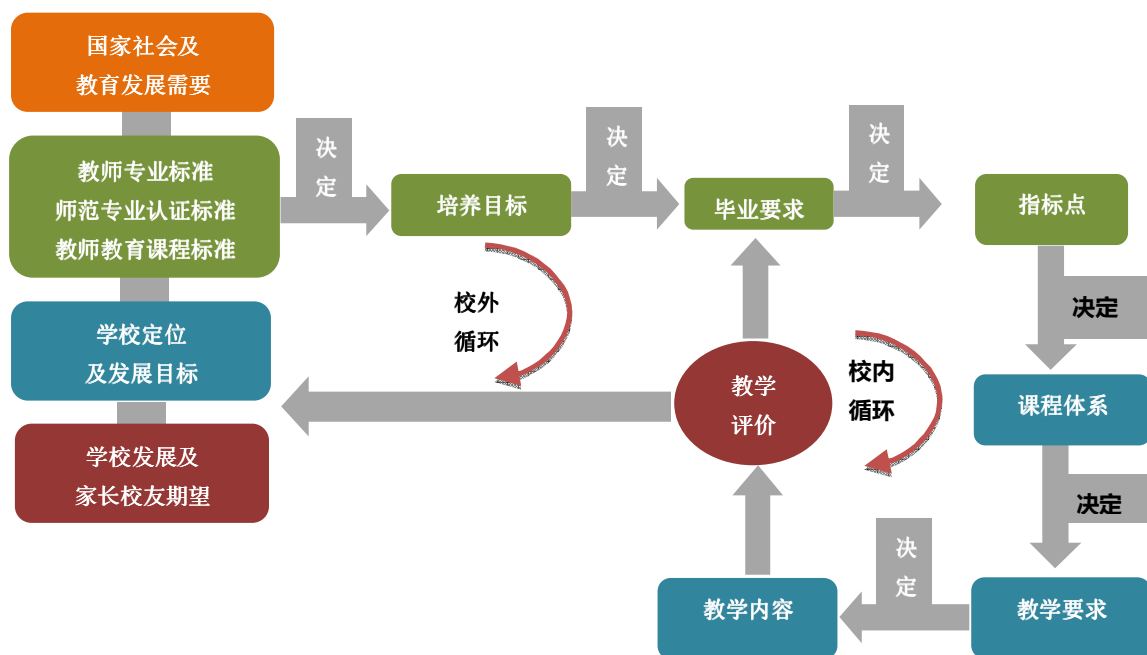 国家社会及
教育发展需要
教师专业标准
师范专业认证标准
教师教育课程标准
学校定位
及发展目标
学校发展及
家长校友期望
决
定
培养目标
决
定
毕业要求
决
定
指标点
决定
课程体系
决定
教学要求
决
定
教学内容
教学
评价
校外
循环
校内
循环